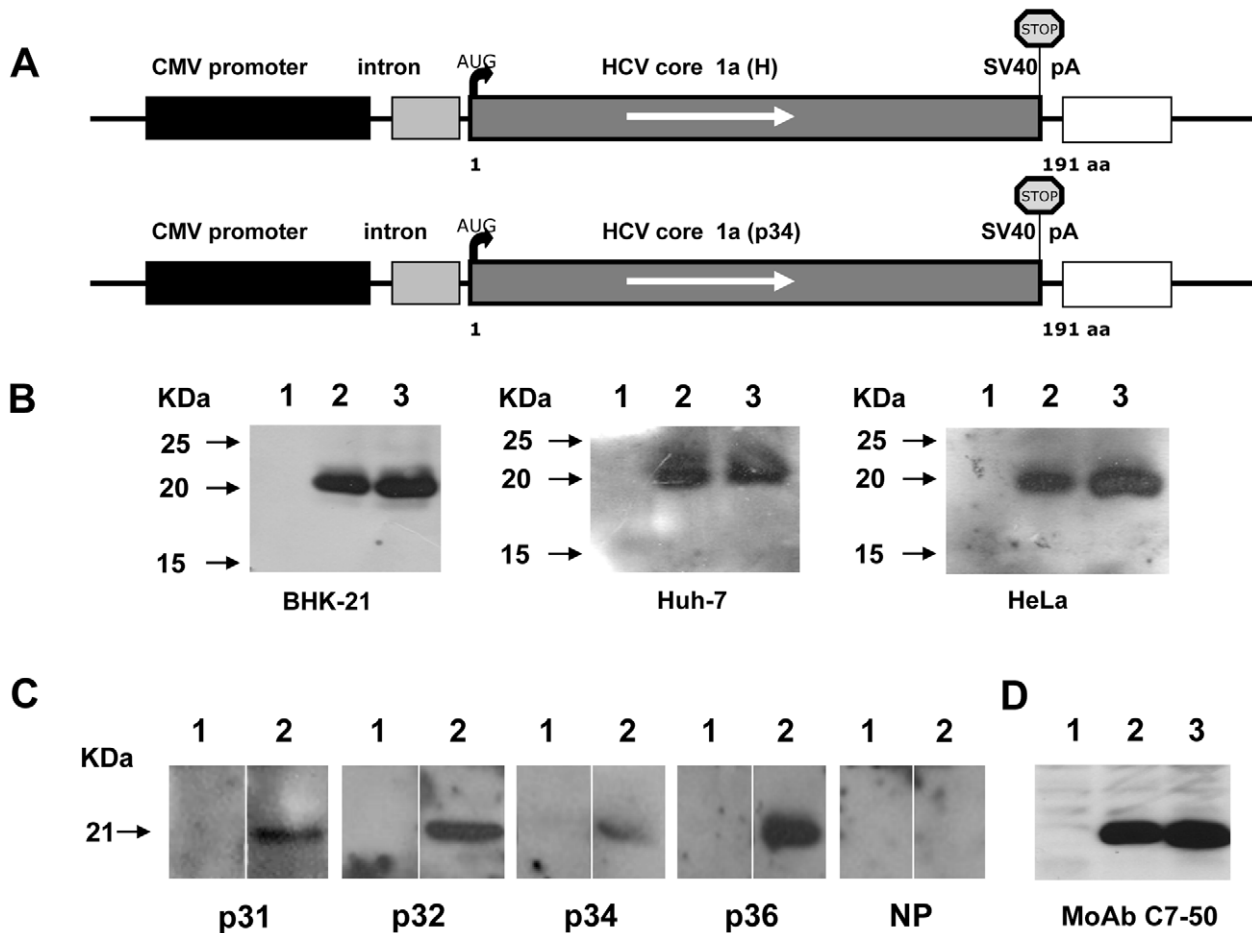 A
CMV promoter intron AUG HCV core 1a (H) SV40 pA STOP
1 191 aa
CMV promoter intron AUG HCV core 1a (p34) SV40 pA STOP
1 191 aa
B
KDa 1 2 3
25
20
15
BHK-21
KDa 1 2 3
25
20
15
Huh-7
KDa 1 2 3
25
20
15
HeLa
C
KDa
1 2 1 2 1 2 1 2 1 2
21
p31 p32 p34 p36 NP
D
1 2 3
MoAb C7-50